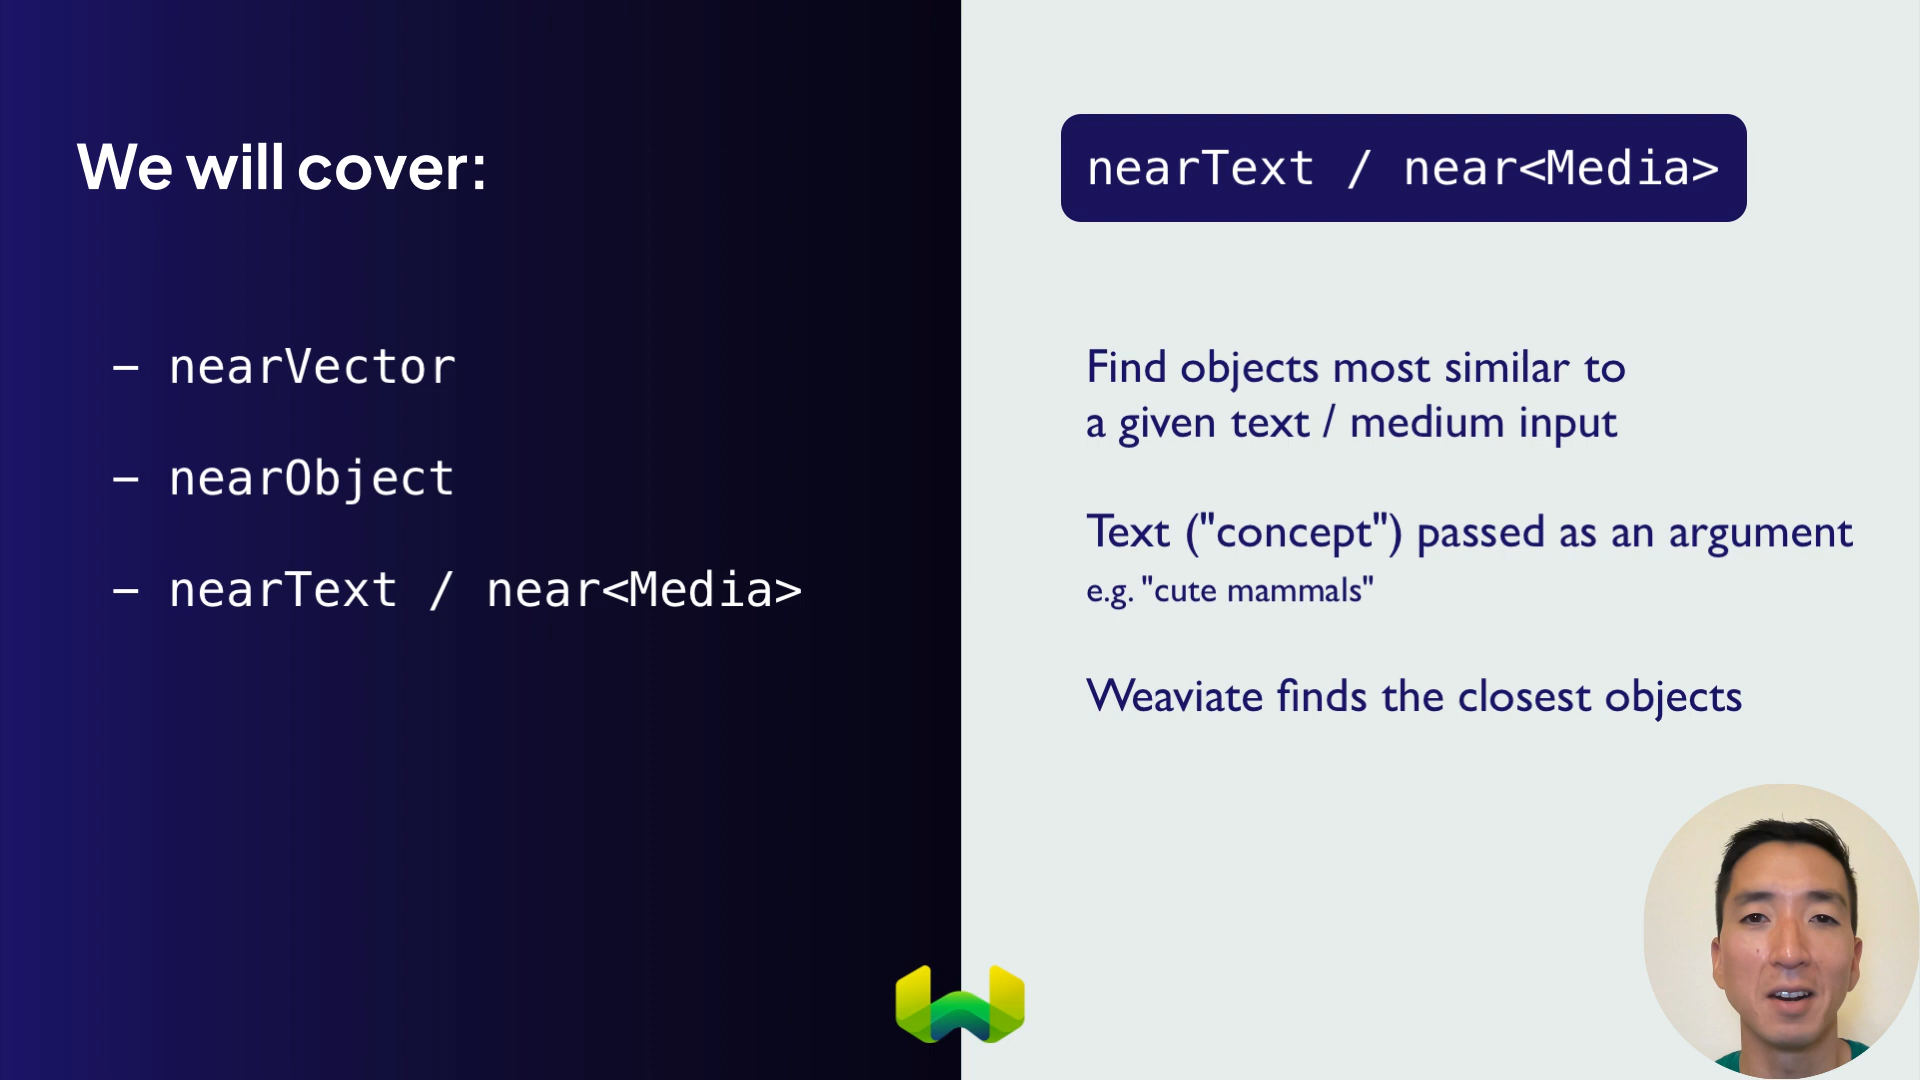 We will cover:
– nearVector
– nearObject
– nearText / near<Media>
nearText / near<Media>
Find objects most similar to
a given text / medium input
Text ("concept") passed as an argument
e.g. "cute mammals"
Weaviate finds the closest objects